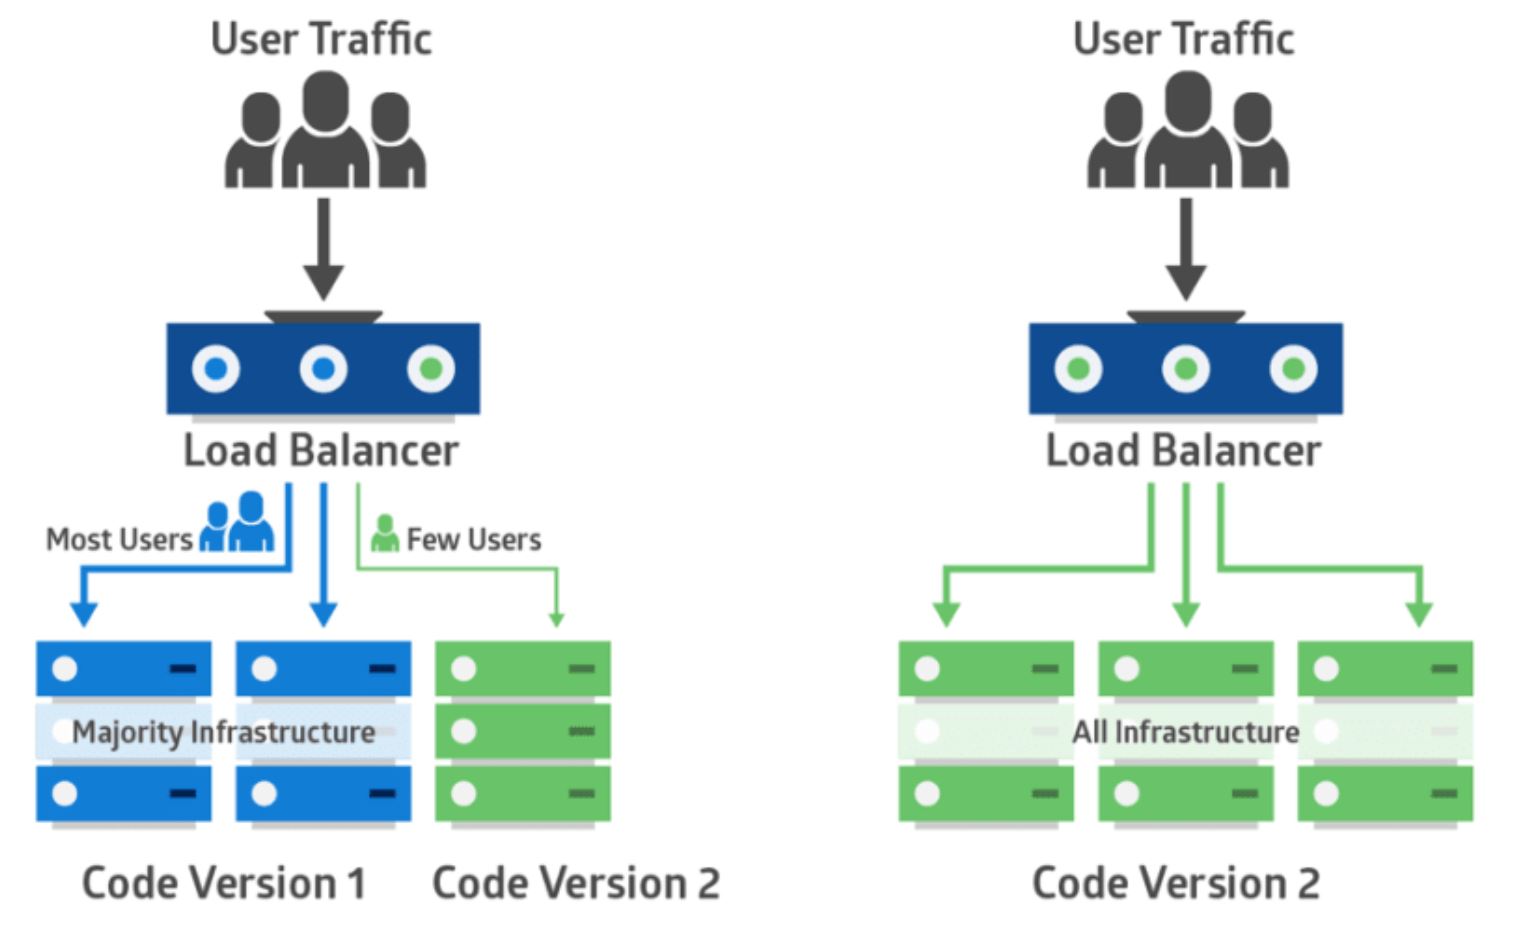 User Traffic
User Traffic
Load Balancer
Load Balancer
Most Users
Few Users
Majority Infrastructure
All Infrastructure
Code Version 1
Code Version 2
Code Version 2